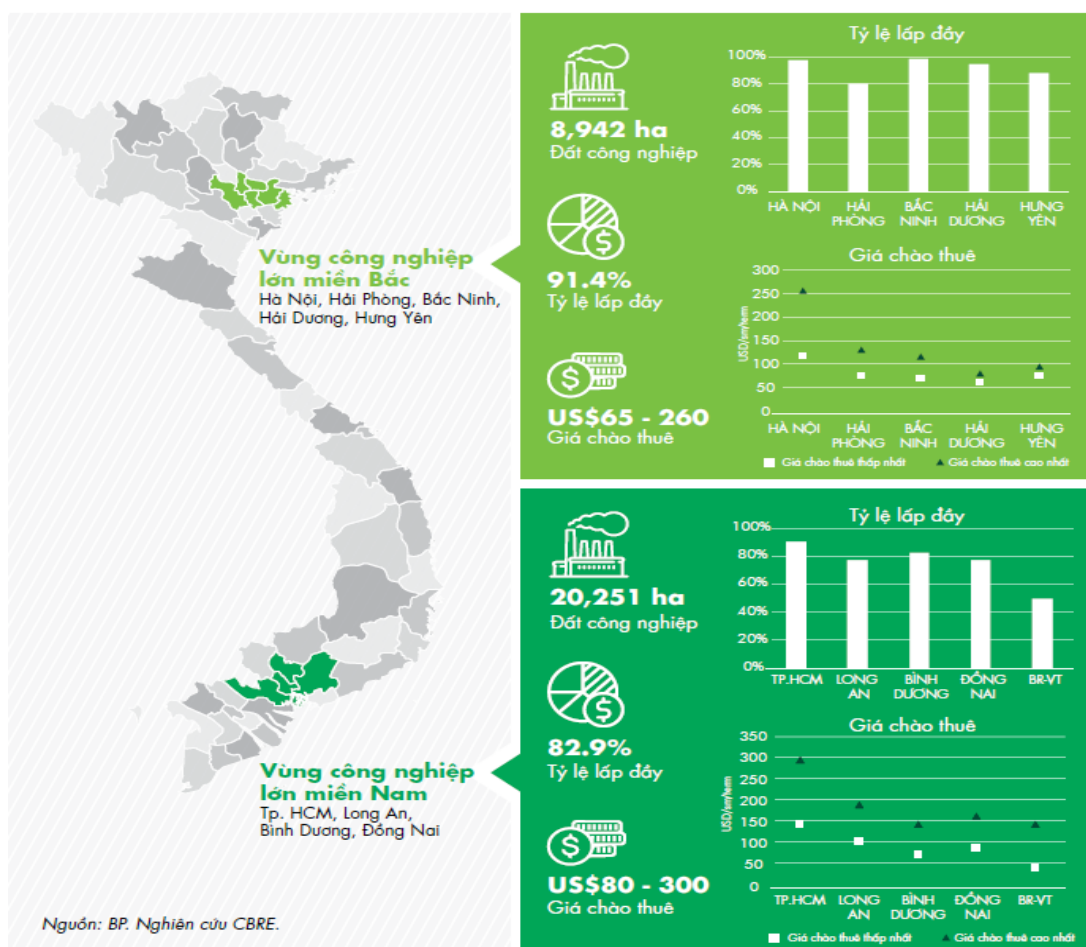 Vùng công nghiệp
lớn miền Bắc
Hà Nội, Hải Phòng, Bắc Ninh,
Hải Dương, Hưng Yên
8,942 ha
Đất công nghiệp
91.4%
Tỷ lệ lấp đầy
US$65 - 260
Giá chào thuê
Tỷ lệ lấp đầy
100%
80%
60%
40%
20%
0%
HÀ NỘI
HẢI
PHÒNG
BẮC
NINH
HẢI
DƯƠNG
HƯNG
YÊN
Giá chào thuê
USD/sm/term
300
250
200
150
100
50
0
HÀ NỘI
HẢI
PHÒNG
BẮC
NINH
HẢI
DƯƠNG
HƯNG
YÊN
Giá chào thuê thấp nhất
Giá chào thuê cao nhất
Vùng công nghiệp
lớn miền Nam
Tp. HCM, Long An,
Bình Dương, Đồng Nai
20,251 ha
Đất công nghiệp
82.9%
Tỷ lệ lấp đầy
US$80 - 300
Giá chào thuê
Tỷ lệ lấp đầy
100%
80%
60%
40%
20%
0%
TP.HCM
LONG
AN
BÌNH
DƯƠNG
ĐỒNG
NAI
BR-VT
Giá chào thuê
USD/sm/term
350
300
250
200
150
100
50
0
TP.HCM
LONG
AN
BÌNH
DƯƠNG
ĐỒNG
NAI
BR-VT
Giá chào thuê thấp nhất
Giá chào thuê cao nhất
Nguồn: BP. Nghiên cứu CBRE.